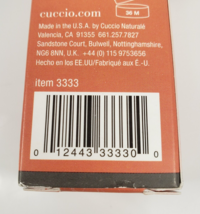 cuccio.com
36 M
Made in the U.S.A. by Cuccio Naturalé
Valencia, CA 91355 661.257.7827
Sandstone Court, Bulwell, Nottinghamshire,
NG6 8NN, U.K. +44 (0) 115 9753656
Hecho en los EE.UU/Fabriqué aux É.-U.
item 3333
0 12443 33330 0